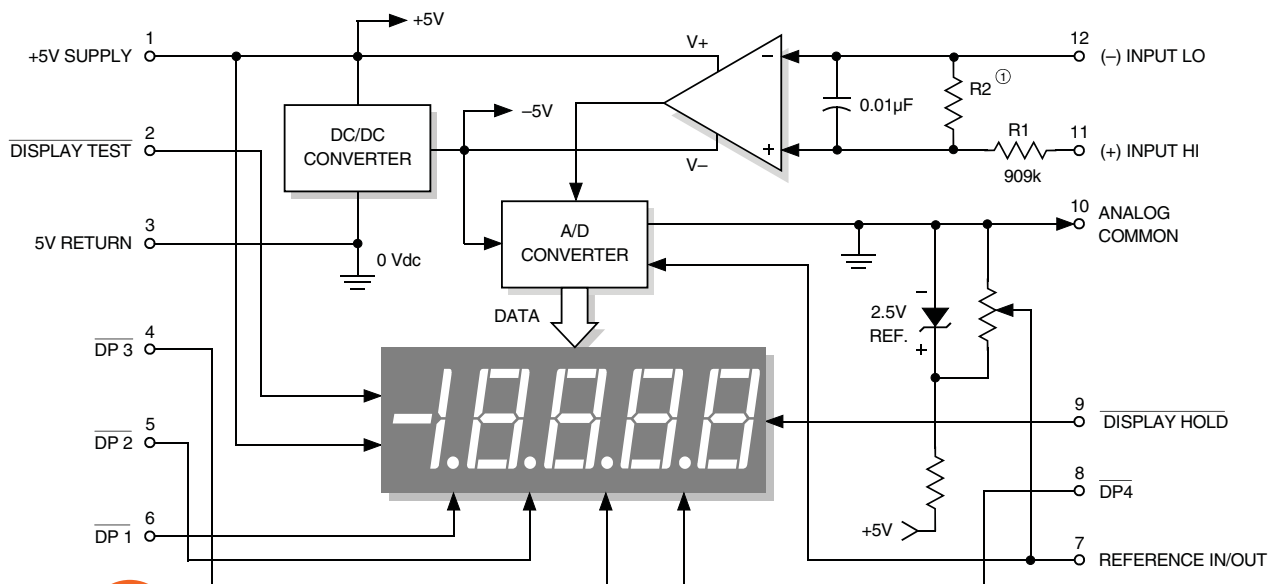 +5V
1
+5V SUPPLY
V+
−
12
(–) INPUT LO
R2 ①
0.01µF
–5V
DC/DC
CONVERTER
2
DISPLAY TEST
V–
+
R1
909k
11
(+) INPUT HI
3
5V RETURN
0 Vdc
A/D
CONVERTER
10
ANALOG
COMMON
DATA
−
2.5V
REF.
+
4
DP 3
-1.8.8.8.8
5
DP 2
9
DISPLAY HOLD
6
DP 1
8
DP4
+5V
7
REFERENCE IN/OUT